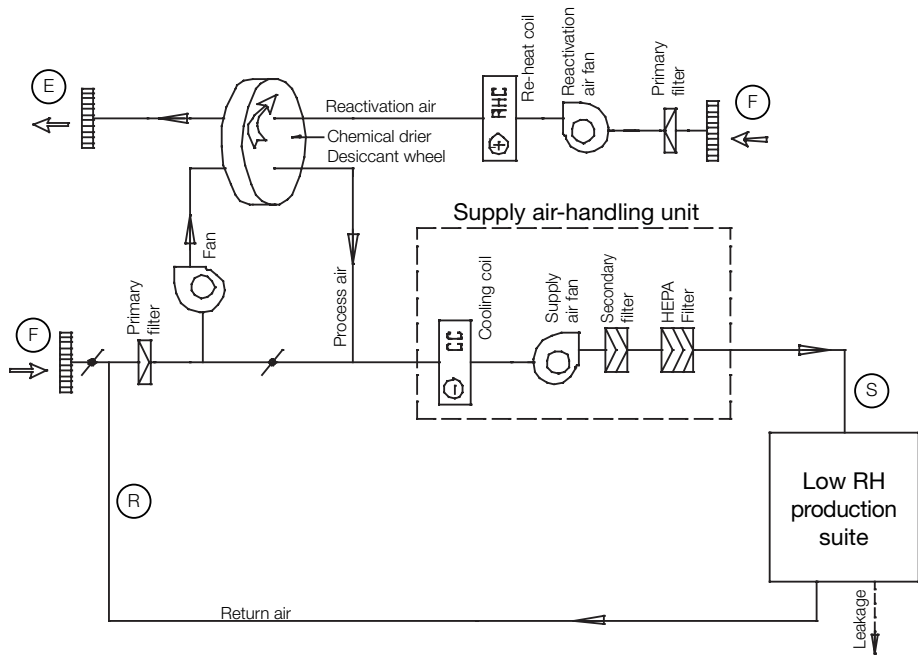 E
Reactivation air
Chemical drier
Desiccant wheel
RHC
+
Re-heat coil
Reactivation
air fan
Primary
filter
F
Supply air-handling unit
F
Primary
filter
Fan
Process air
CC
-
Cooling coil
Supply
air fan
Secondary
filter
HEPA
Filter
S
R
Low RH
production
suite
Return air
Leakage